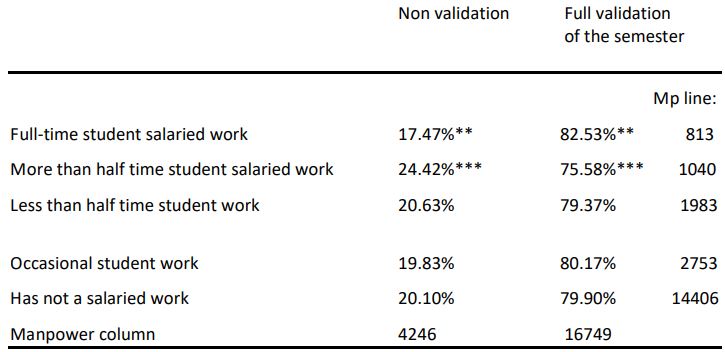 Non validation Full validation
of the semester
Mp line:
Full-time student salaried work 17.47%** 82.53%** 813
More than half time student salaried work 24.42%*** 75.58%*** 1040
Less than half time student work 20.63% 79.37% 1983
Occasional student work 19.83% 80.17% 2753
Has not a salaried work 20.10% 79.90% 14406
Manpower column 4246 16749